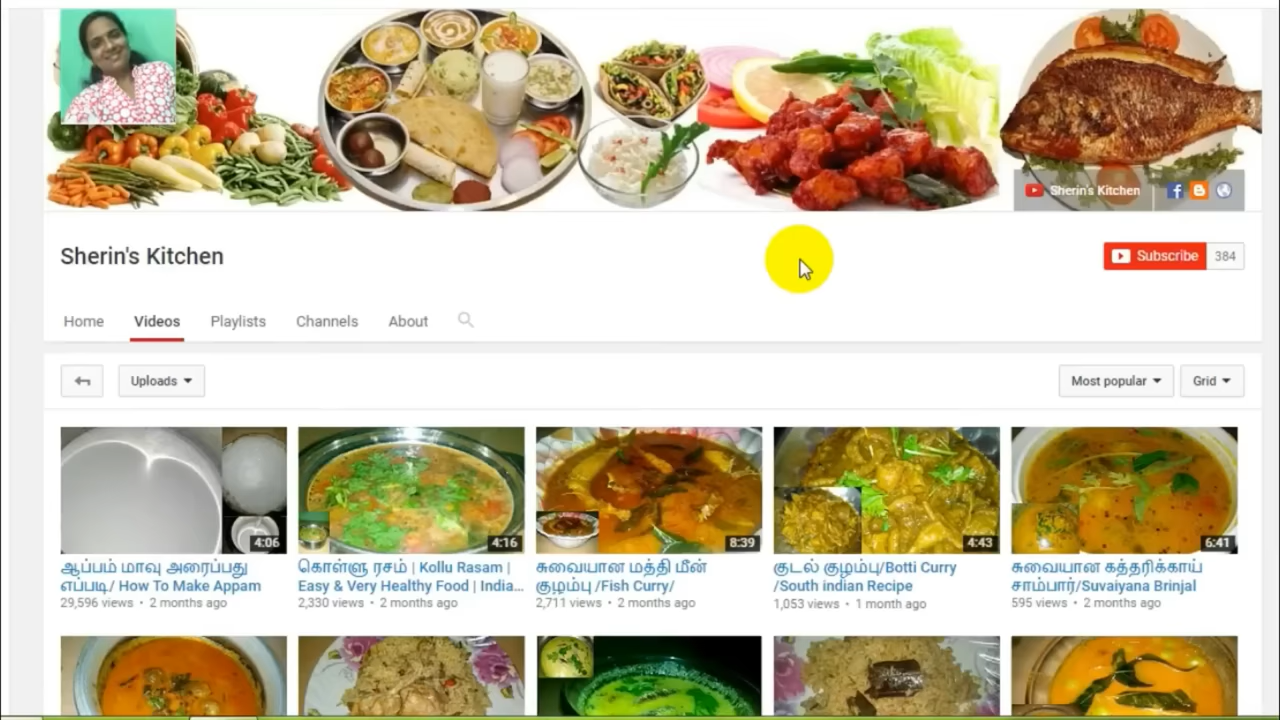 Sherin's Kitchen
Sherin's Kitchen
Subscribe 384
Home Videos Playlists Channels About
Uploads Most popular Grid
4:06 4:16 8:39 4:43 6:41
ஆப்பம் மாவு அரைப்பது
எப்படி/ How To Make Appam
29,596 views • 2 months ago
கொள்ளு ரசம் | Kollu Rasam |
Easy & Very Healthy Food | India...
2,330 views • 2 months ago
சுவையான மத்தி மீன்
குழம்பு /Fish Curry/
2,711 views • 2 months ago
குடல் குழம்பு/Botti Curry
/South indian Recipe
1,053 views • 1 month ago
சுவையான கத்தரிக்காய்
சாம்பார்/Suvaiyana Brinjal
595 views • 2 months ago